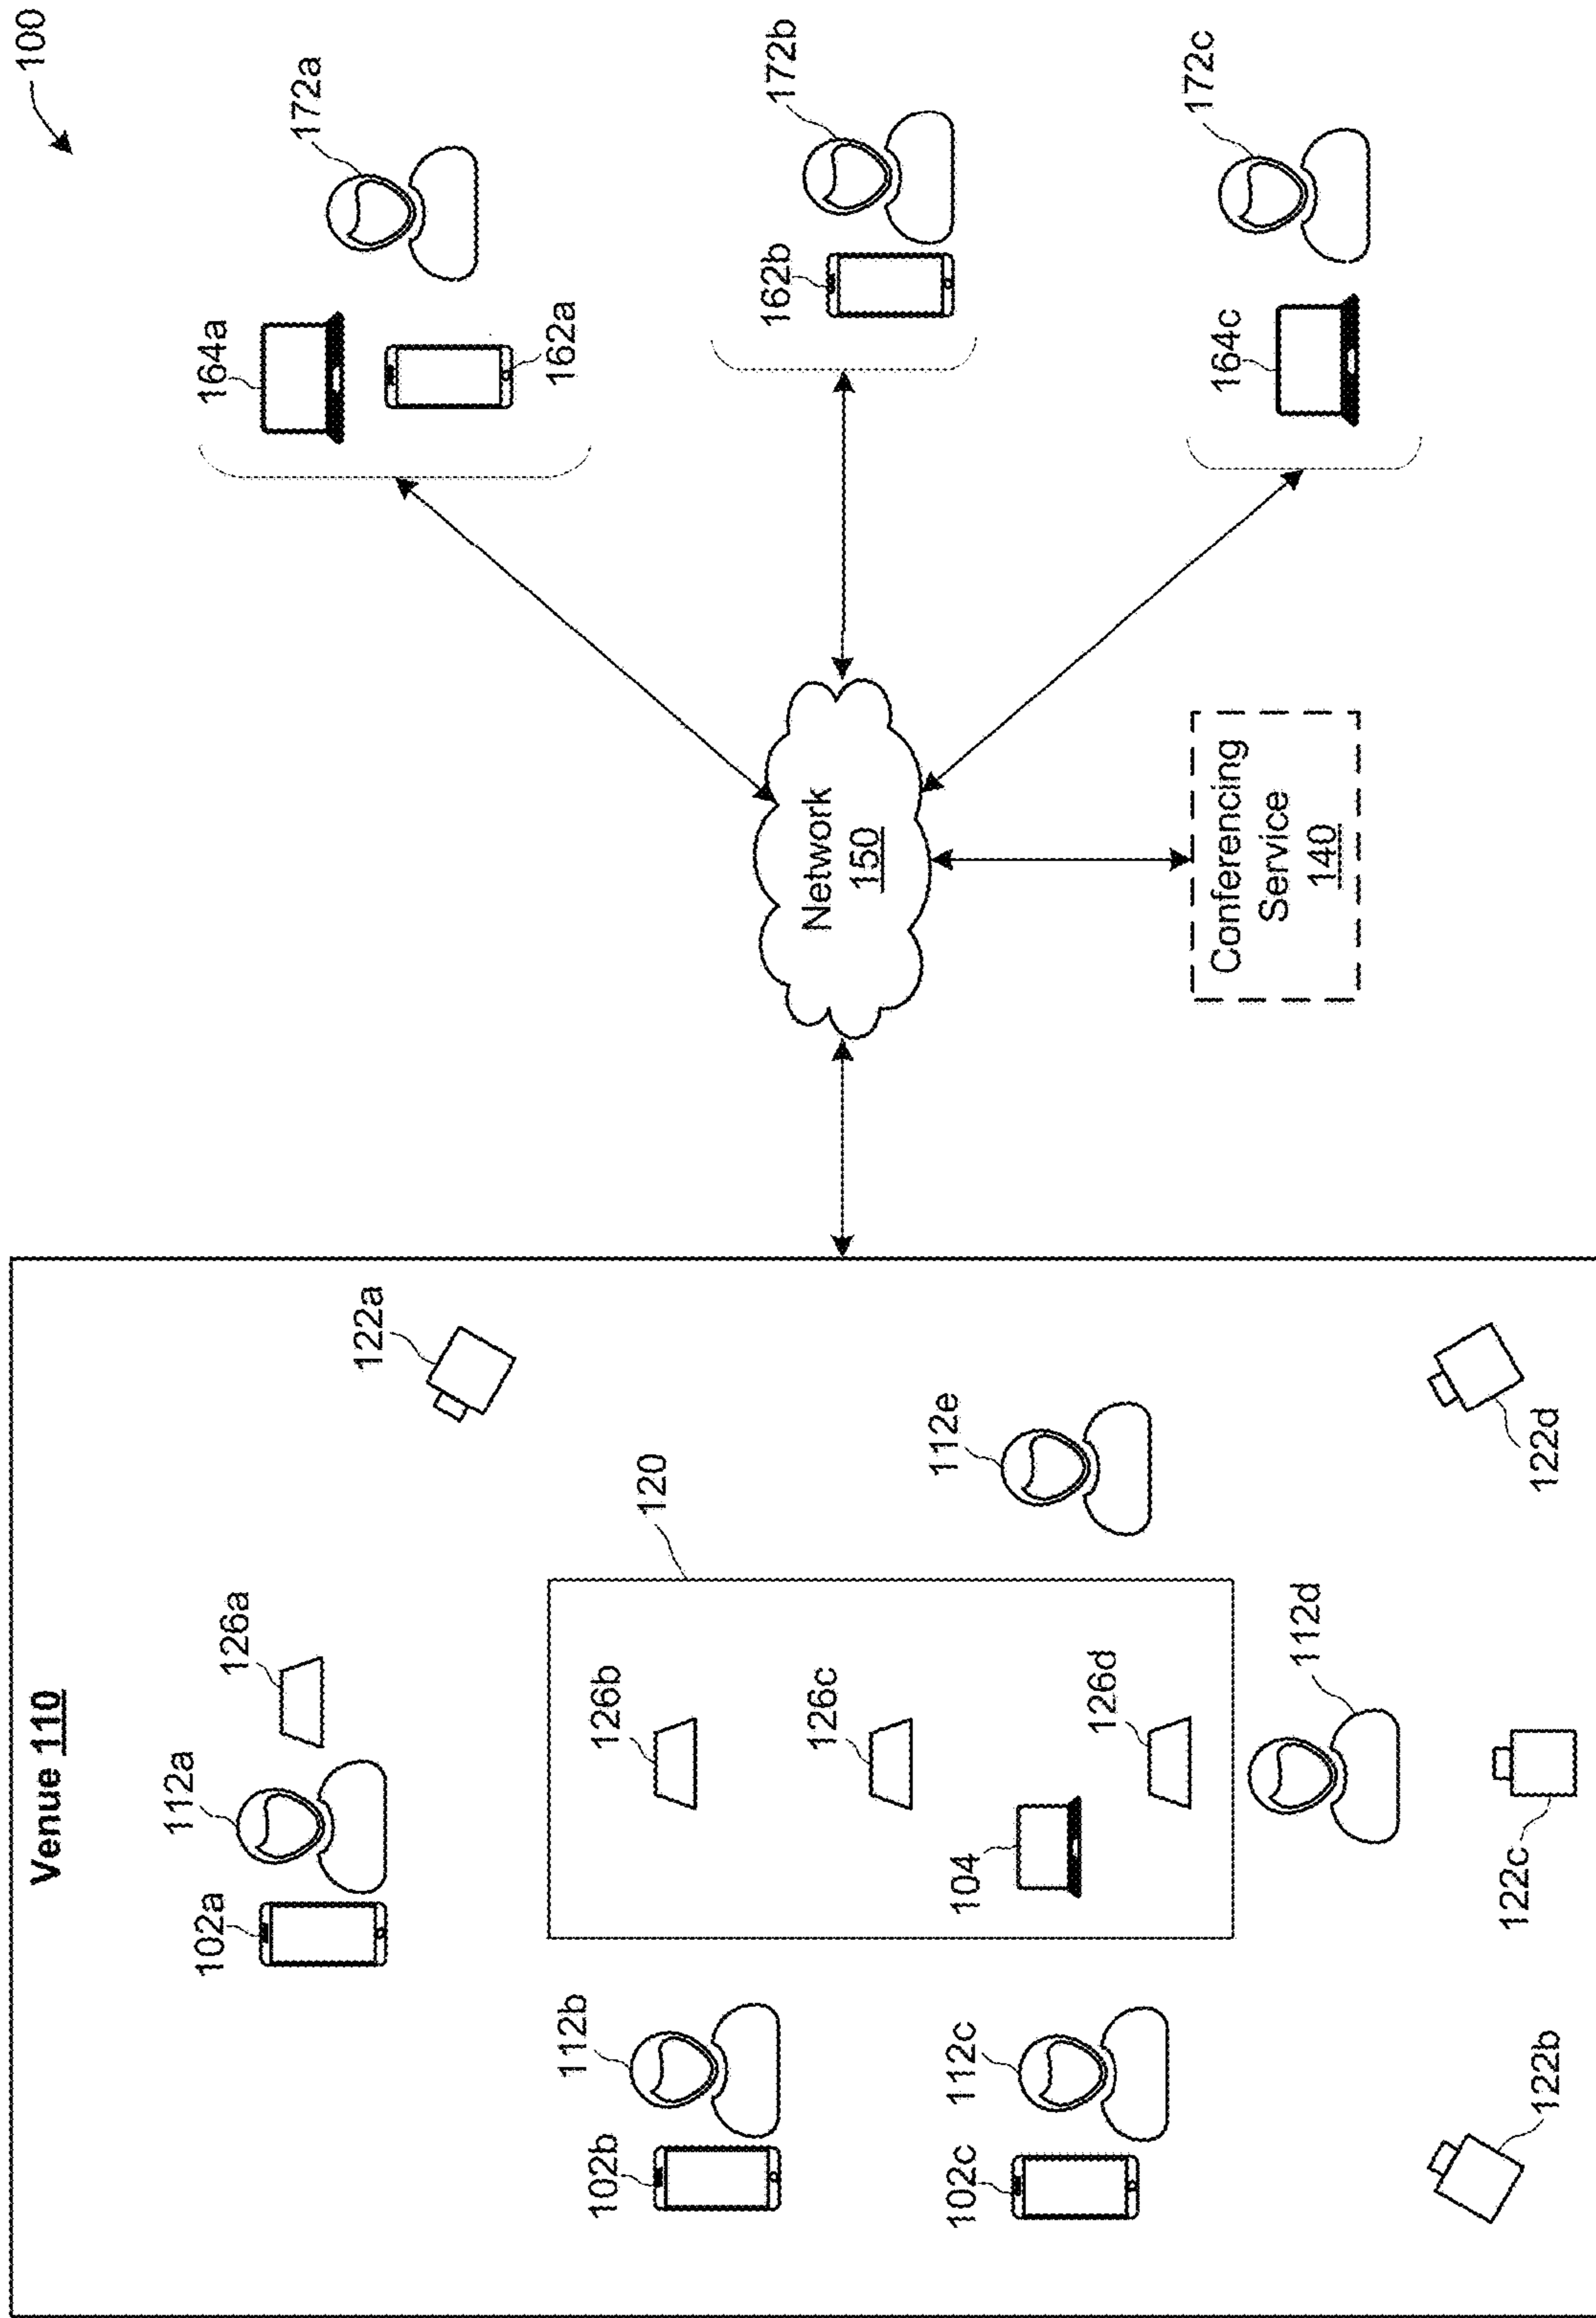 100
Venue 110
112a
126a
102a
122a
120
112b
126b
102b
112c
126c
112e
102c
104
126d
112d
122b
122c
122d
Network
150
Conferencing
Service
140
164a
172a
162a
162b
172b
164c
172c